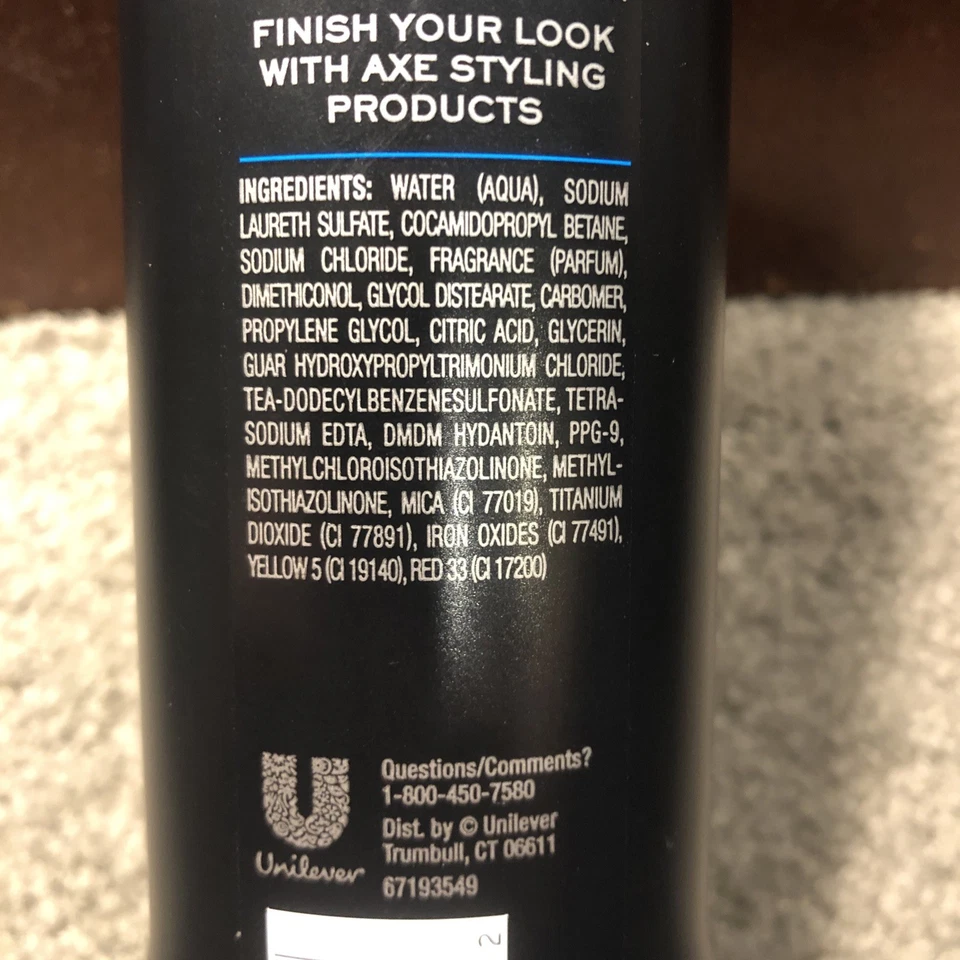 FINISH YOUR LOOK
WITH AXE STYLING
PRODUCTS
INGREDIENTS: WATER (AQUA), SODIUM
LAURETH SULFATE, COCAMIDOPROPYL BETAINE,
SODIUM CHLORIDE, FRAGRANCE (PARFUM),
DIMETHICONOL, GLYCOL DISTEARATE, CARBOMER,
PROPYLENE GLYCOL, CITRIC ACID, GLYCERIN,
GUAR HYDROXYPROPYLTRIMONIUM CHLORIDE,
TEA-DODECYLBENZENESULFONATE, TETRA-
SODIUM EDTA, DMDM HYDANTOIN, PPG-9,
METHYLCHLOROISOTHIAZOLINONE, METHYL-
ISOTHIAZOLINONE, MICA (CI 77019), TITANIUM
DIOXIDE (CI 77891), IRON OXIDES (CI 77491),
YELLOW 5 (CI 19140), RED 33 (CI 17200)
Unilever
Questions/Comments?
1-800-450-7580
Dist. by © Unilever
Trumbull, CT 06611
67193549
2